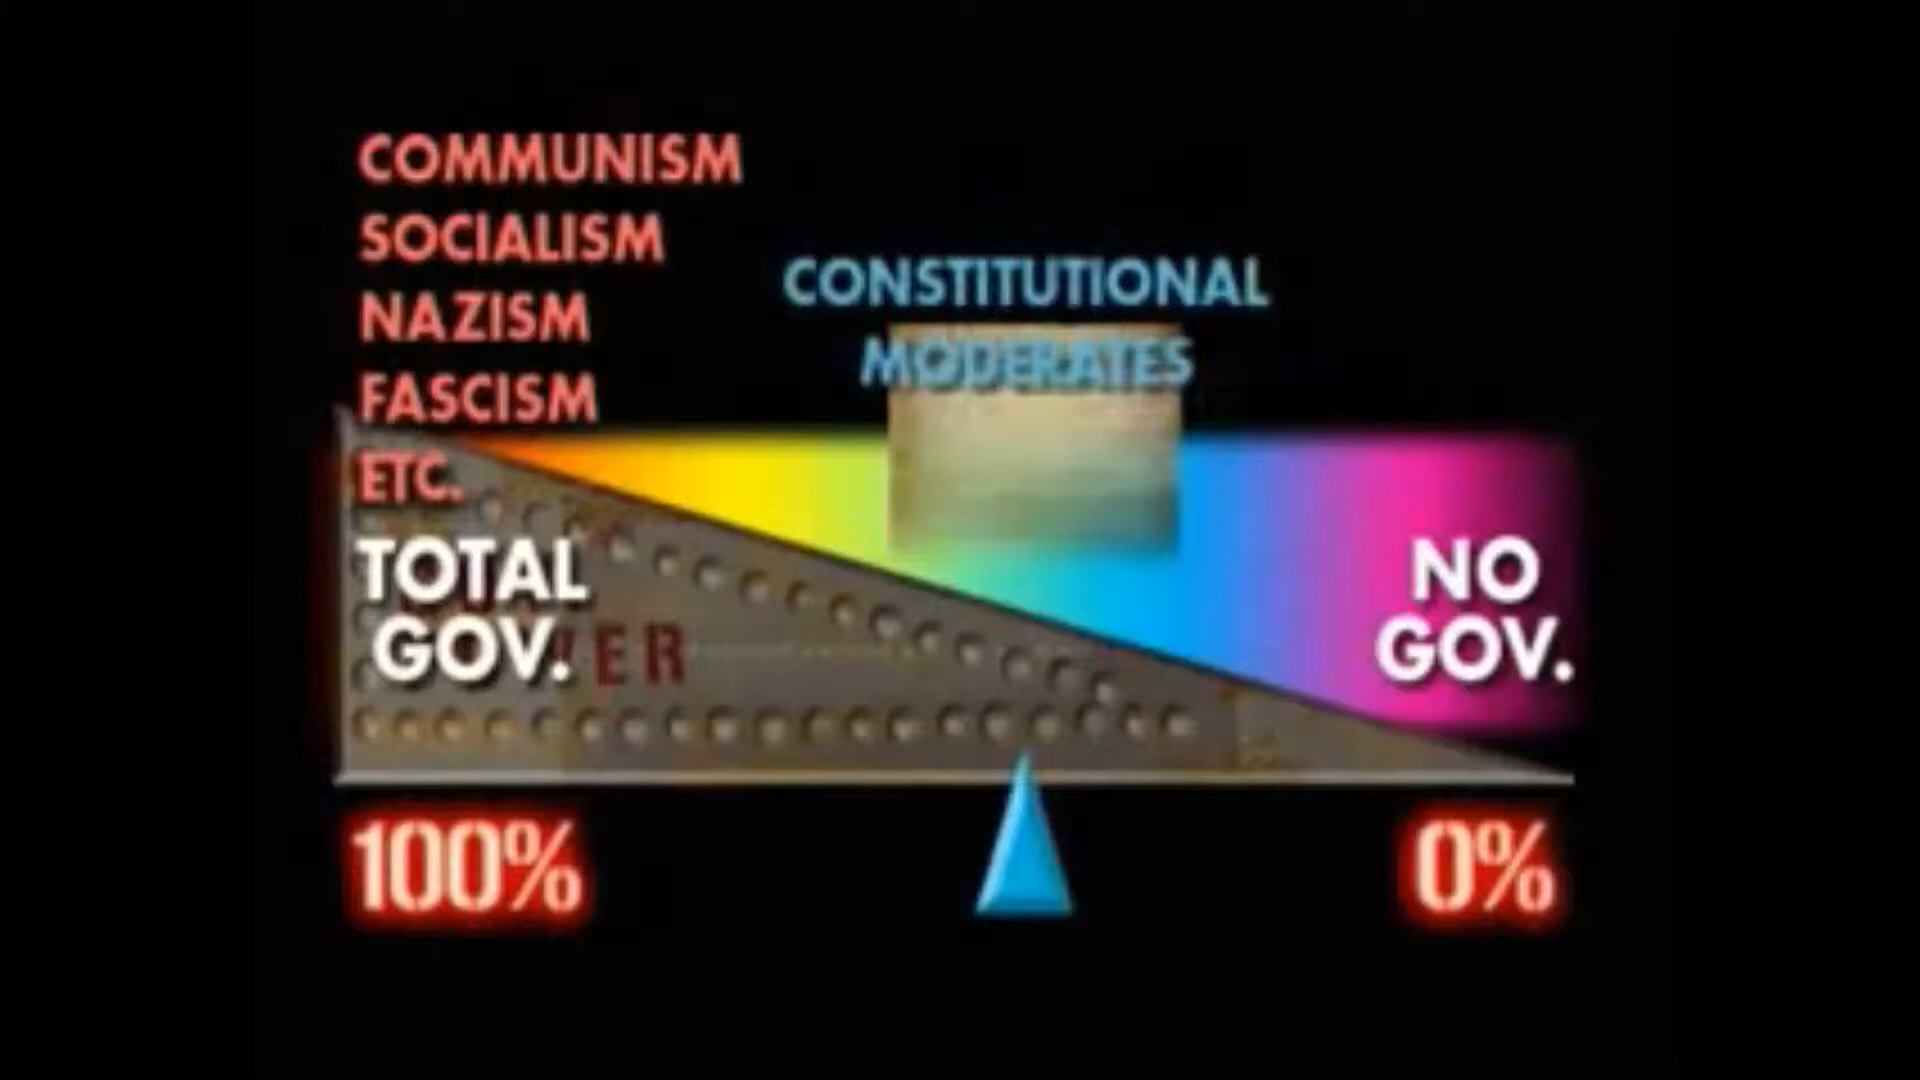 COMMUNISM
SOCIALISM
NAZISM
FASCISM
ETC.
CONSTITUTIONAL
MODERATES
TOTAL
GOV.
NO
GOV.
100%
0%